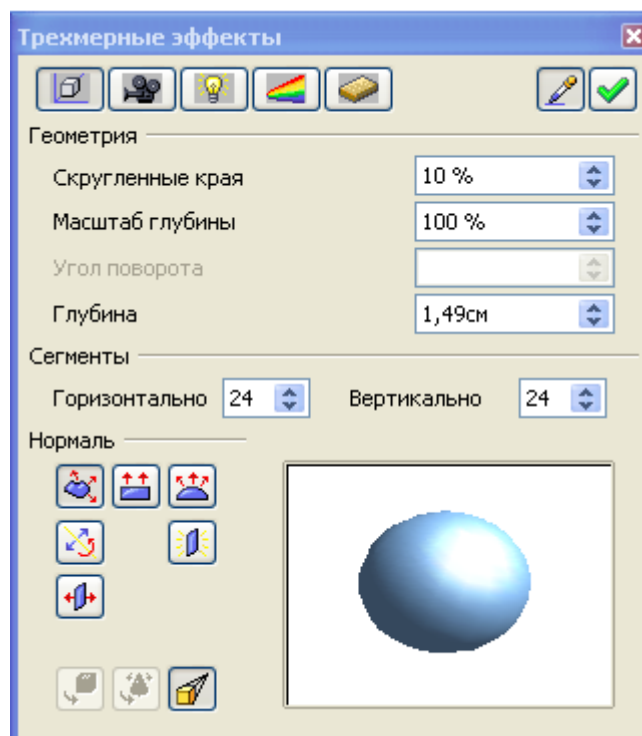 Трехмерные эффекты
Геометрия
Скругленные края 10 %
Масштаб глубины 100 %
Угол поворота
Глубина 1,49см
Сегменты
Горизонтально 24 Вертикально 24
Нормаль